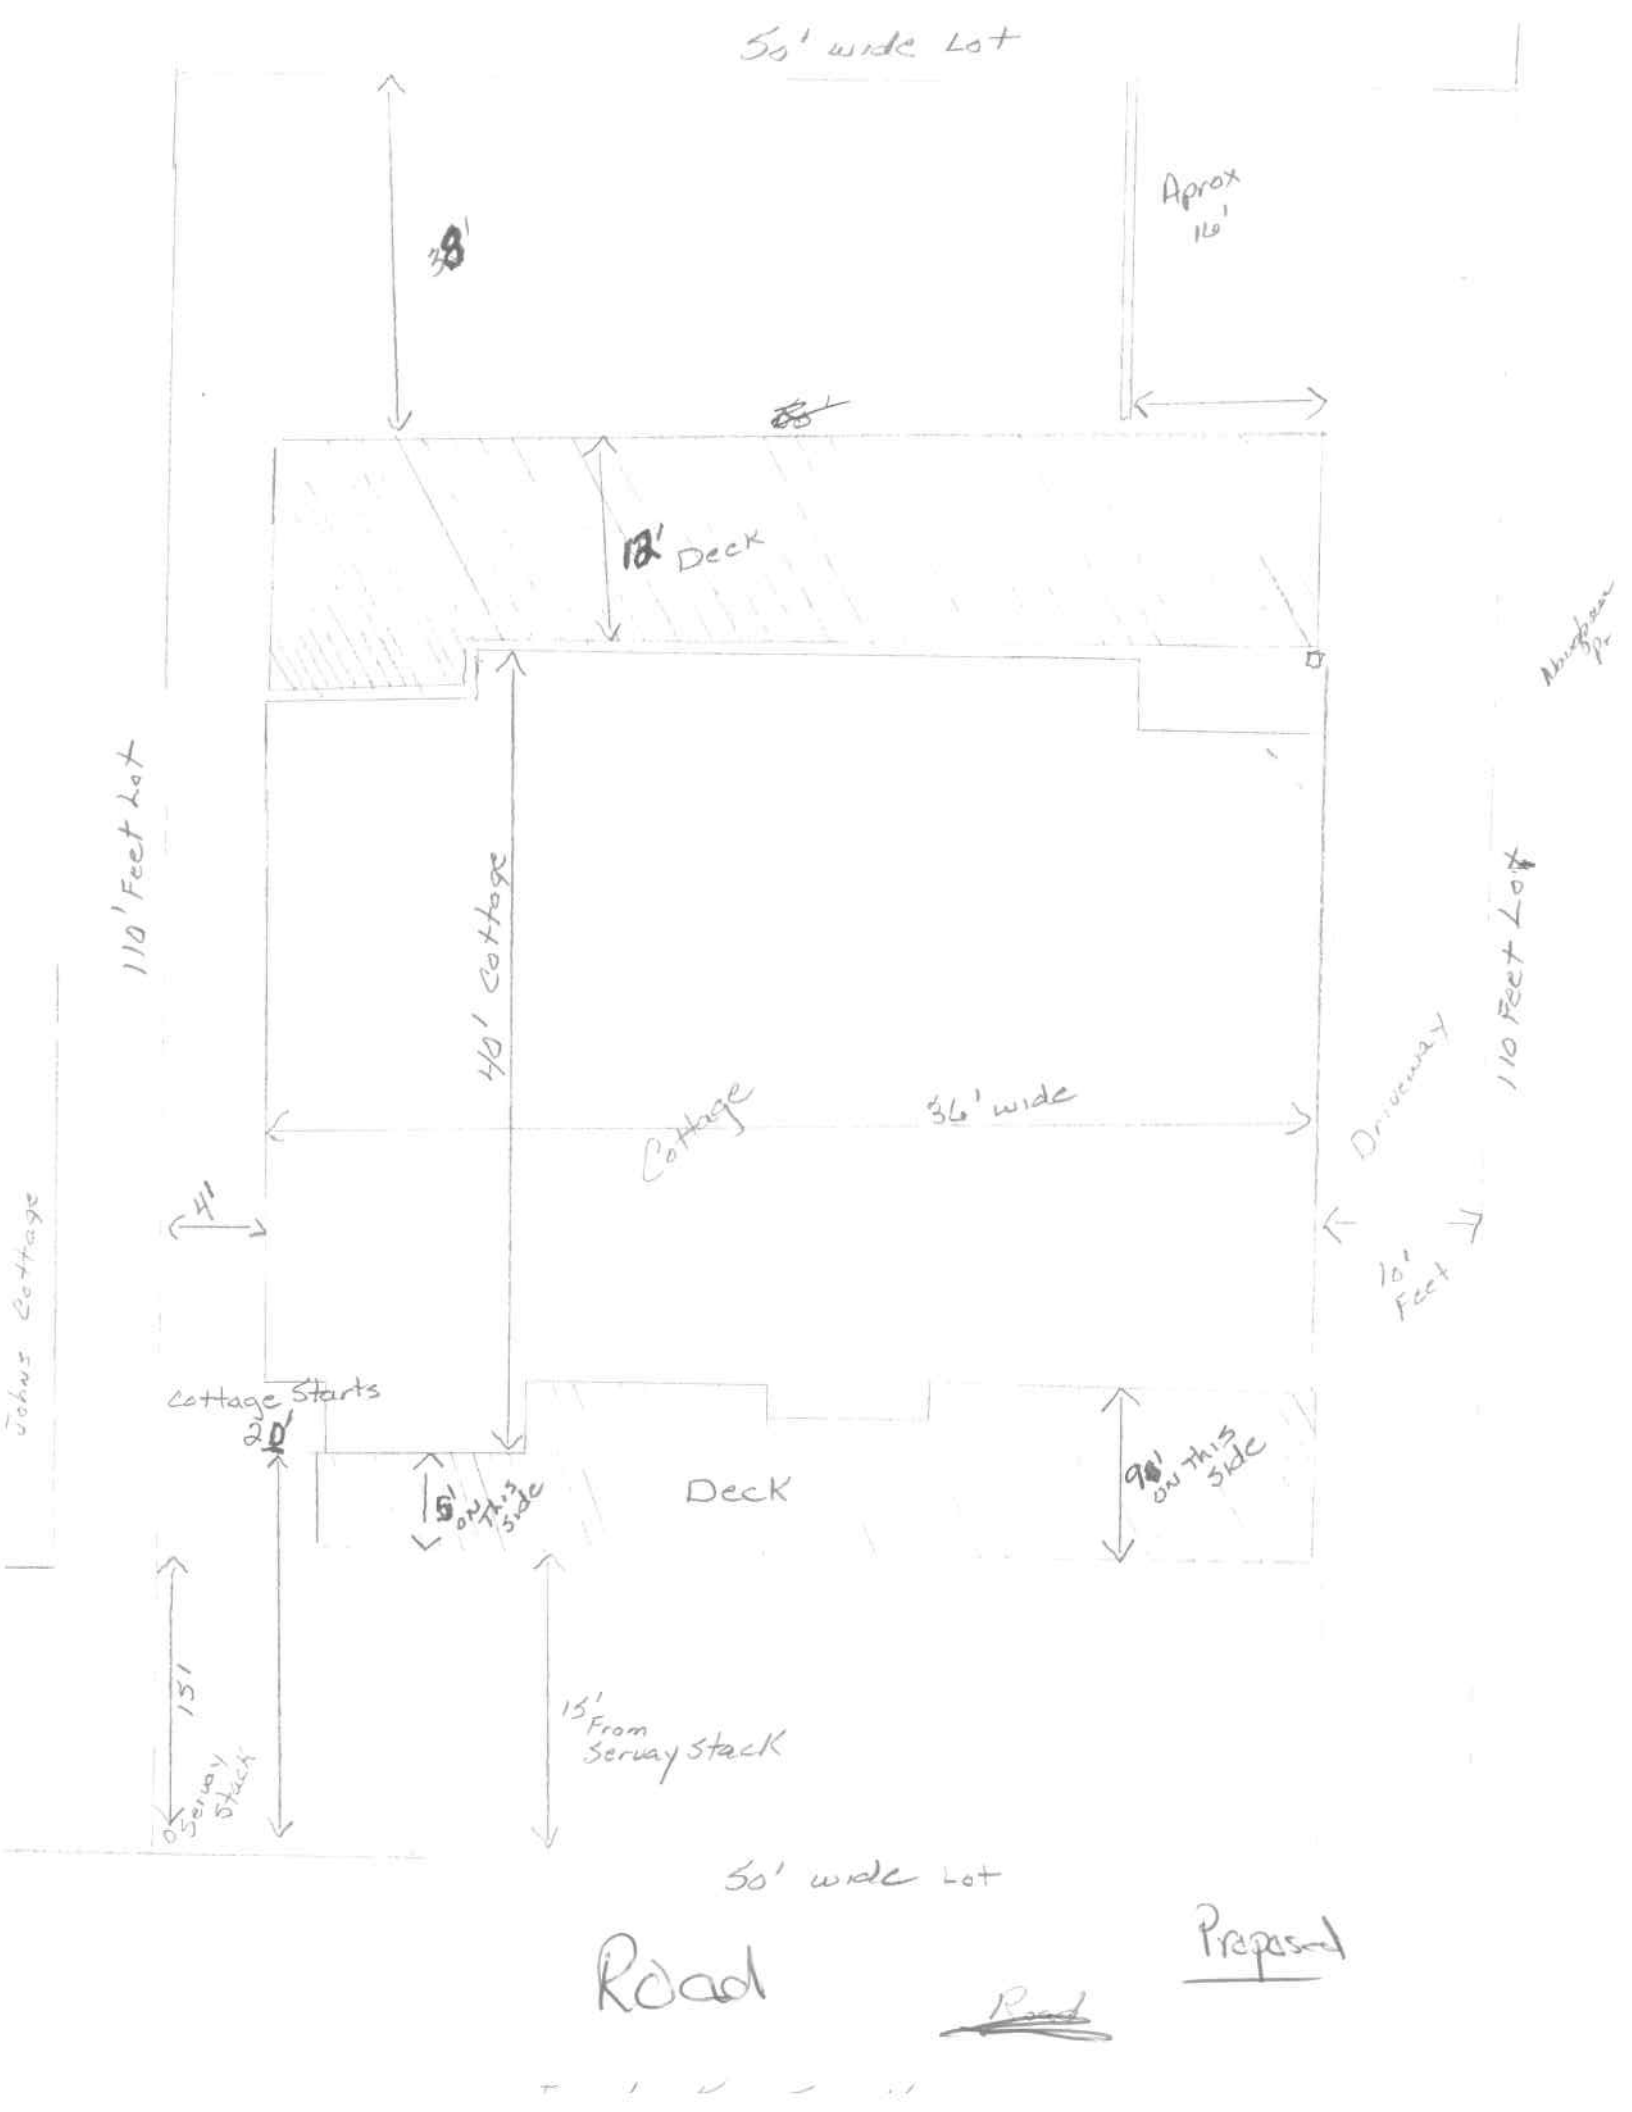 50' wide Lot
Aprox
16'
38'
12' Deck
110' Feet Lot
40' Cottage
110 Feet Lot
Driveway
36' wide
Cottage
4'
10'
Feet
Johns Cottage
Cottage Starts
20'
5' on this
side
Deck
9' on this
side
15'
Servay
Stack
15'
From
Servay Stack
50' wide Lot
Road
Proposed
Road